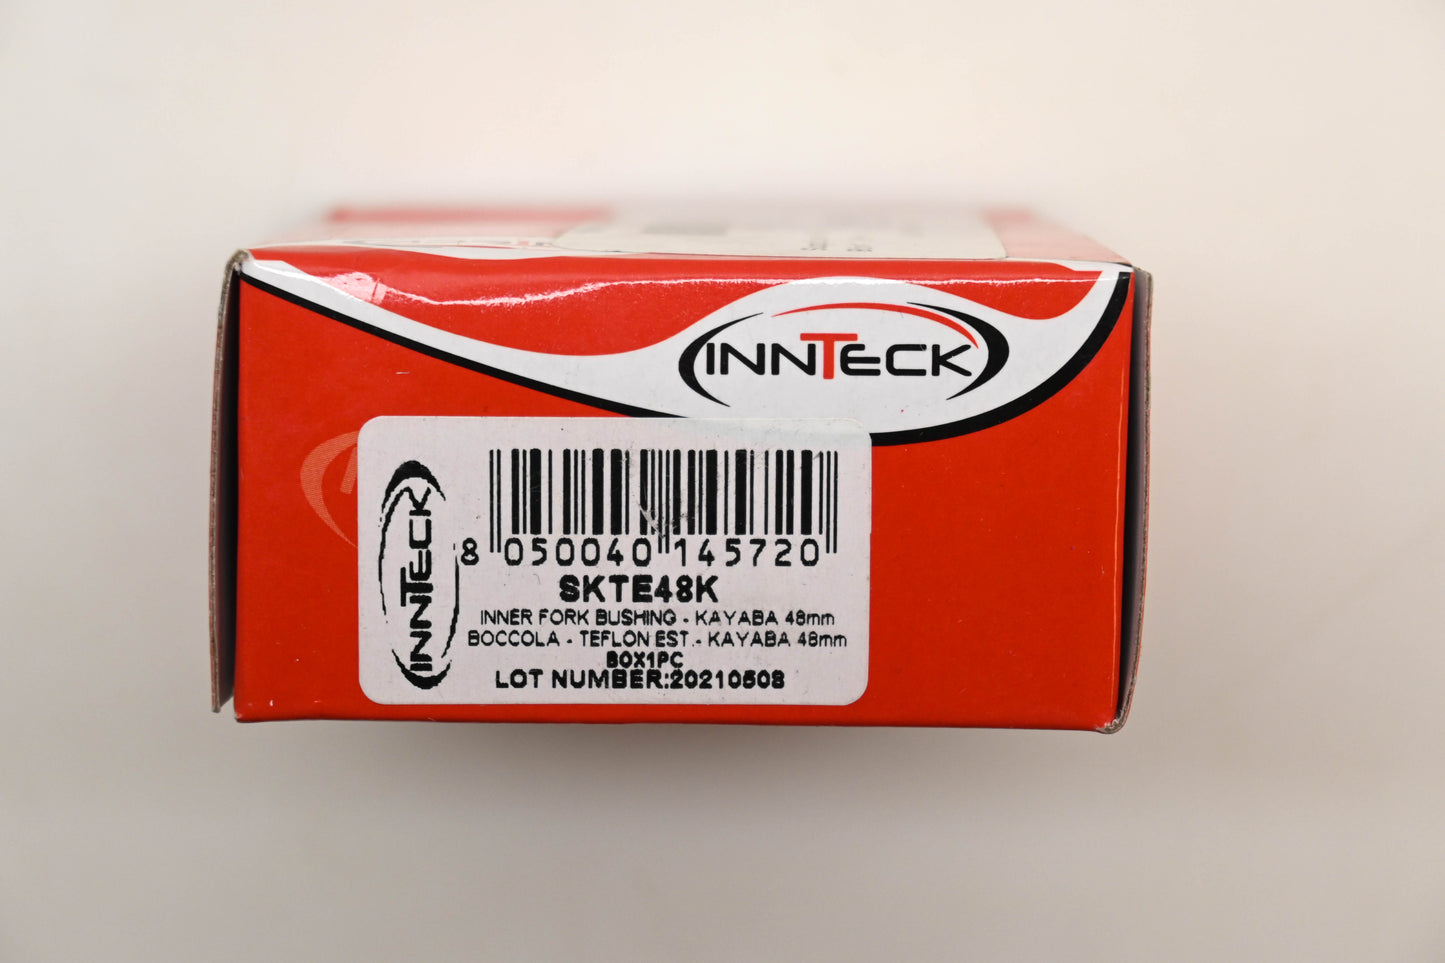 INNTECK
INNTECK
8 050040 145720
SKTE48K
INNER FORK BUSHING - KAYABA 48mm
BOCCOLA - TEFLON EST. - KAYABA 48mm
BOX1PC
LOT NUMBER:20210508